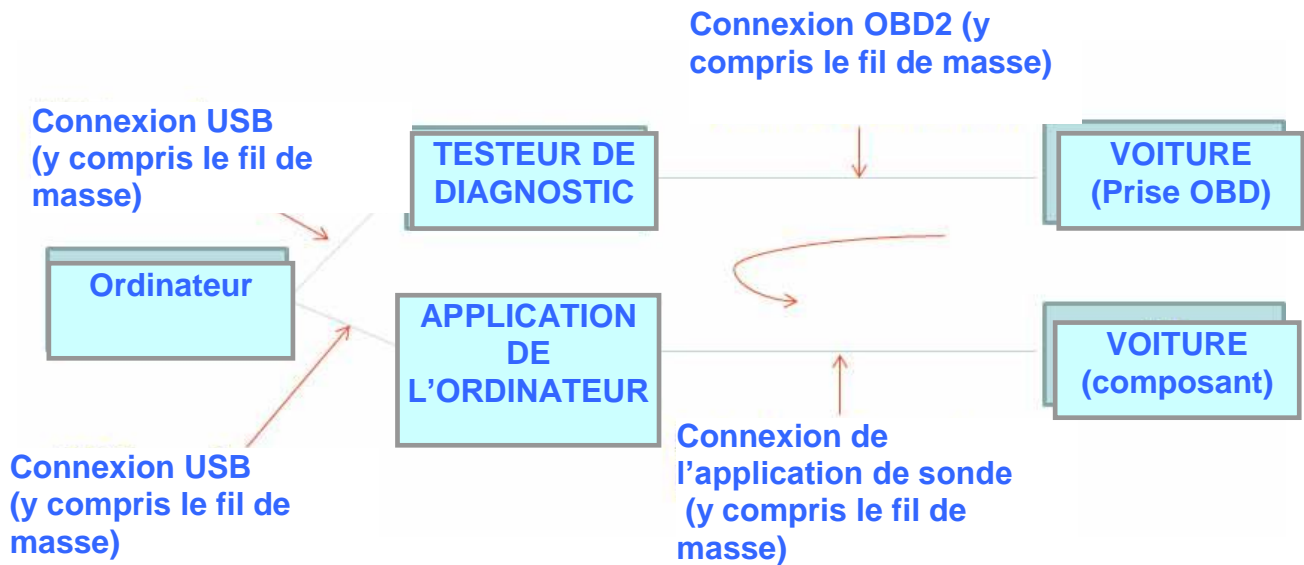 Connexion OBD2 (y
compris le fil de masse)
Connexion USB
(y compris le fil de
masse)
TESTEUR DE
DIAGNOSTIC
VOITURE
(Prise OBD)
Ordinateur
APPLICATION
DE
L’ORDINATEUR
VOITURE
(composant)
Connexion de
l’application de sonde
(y compris le fil de
masse)
Connexion USB
(y compris le fil de
masse)